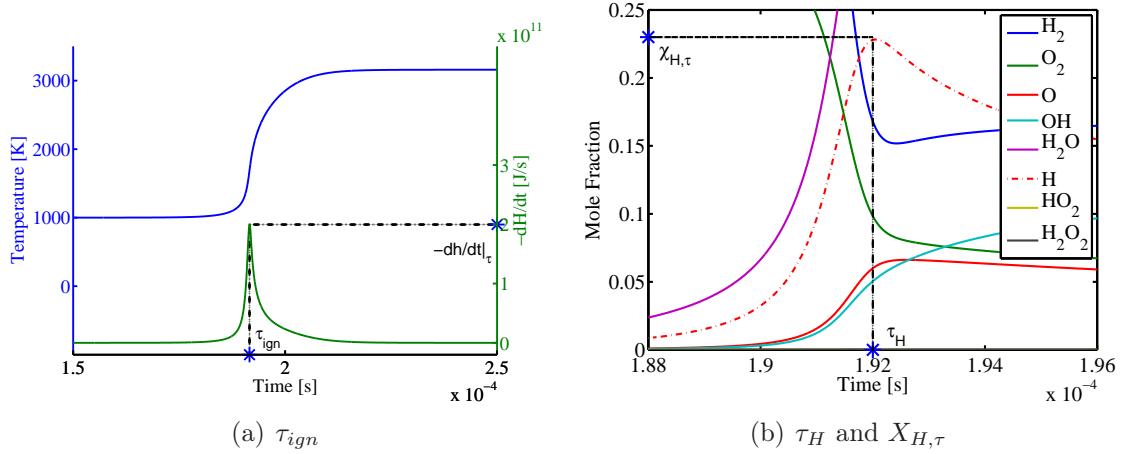 x 10^11
3000
2000
1000
0
Temperature [K]
3
2
1
0
-dH/dt [J/s]
-dh/dt|τ
τ_ign
1.5
2
2.5
Time [s]
x 10^-4
(a) τ_ign
0.25
0.2
0.15
0.1
0.05
0
Mole Fraction
χ_H,τ
τ_H
H_2
O_2
O
OH
H_2O
H
HO_2
H_2O_2
1.88
1.9
1.92
1.94
1.96
Time [s]
x 10^-4
(b) τ_H and X_H,τ